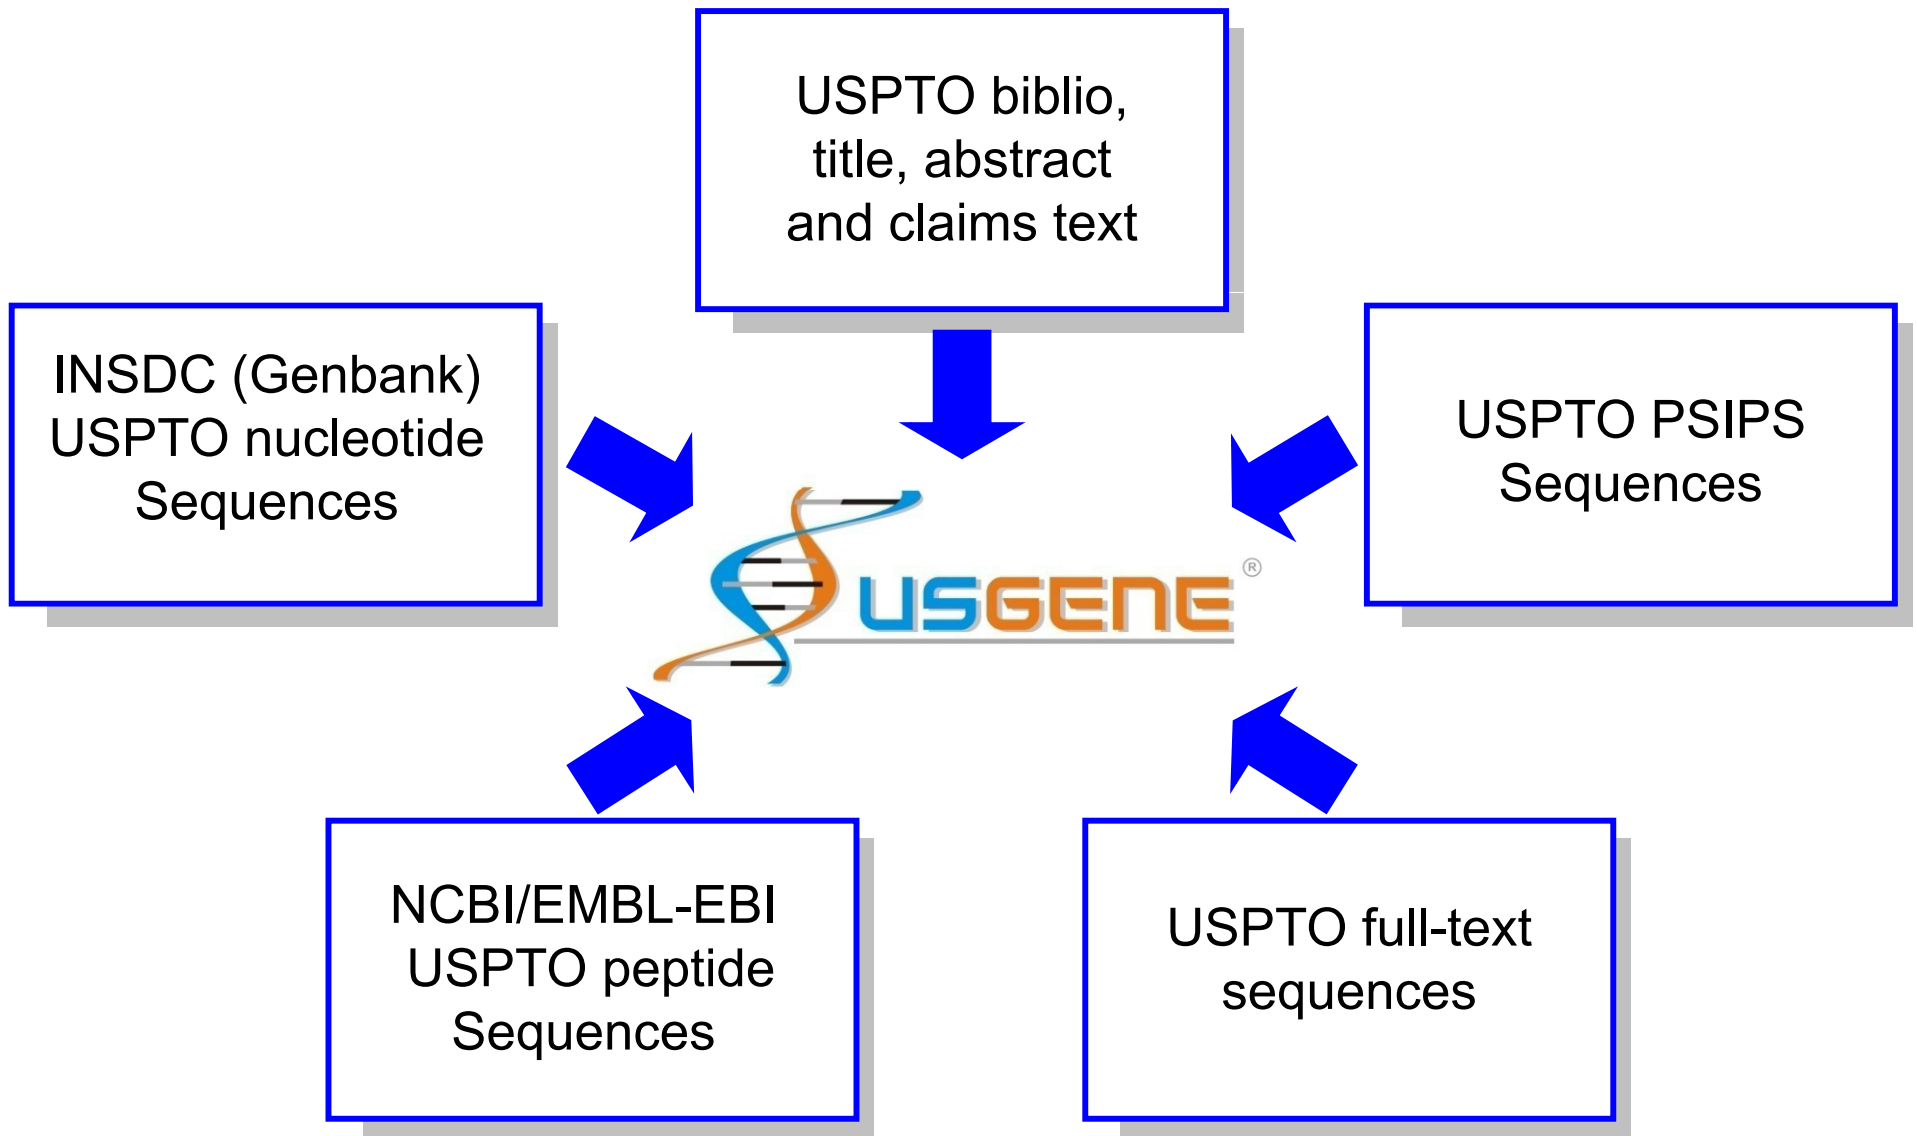 USPTO biblio,
title, abstract
and claims text
INSDC (Genbank)
USPTO nucleotide
Sequences
USPTO PSIPS
Sequences
USGENE ®
NCBI/EMBL-EBI
USPTO peptide
Sequences
USPTO full-text
sequences